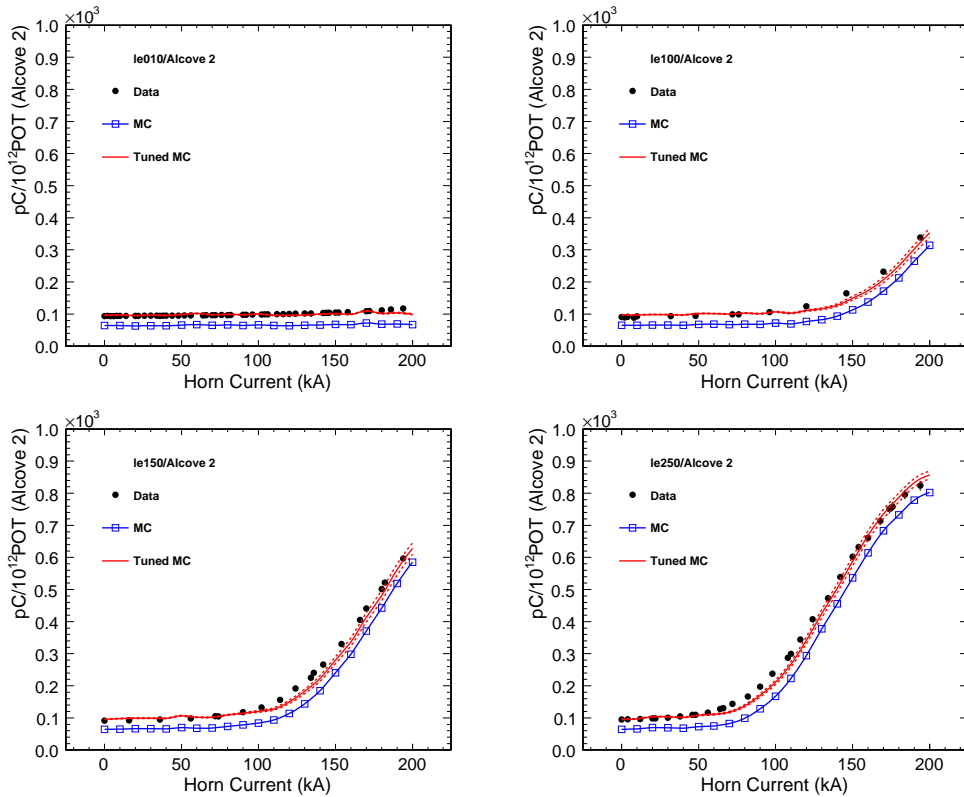 ×10³
1.0
0.9
0.8
0.7
0.6
0.5
0.4
0.3
0.2
0.1
0.0
pC/10¹²POT (Alcove 2)
le010/Alcove 2
Data
MC
Tuned MC
0 50 100 150 200
Horn Current (kA)
×10³
1.0
0.9
0.8
0.7
0.6
0.5
0.4
0.3
0.2
0.1
0.0
pC/10¹²POT (Alcove 2)
le100/Alcove 2
Data
MC
Tuned MC
0 50 100 150 200
Horn Current (kA)
×10³
1.0
0.9
0.8
0.7
0.6
0.5
0.4
0.3
0.2
0.1
0.0
pC/10¹²POT (Alcove 2)
le150/Alcove 2
Data
MC
Tuned MC
0 50 100 150 200
Horn Current (kA)
×10³
1.0
0.9
0.8
0.7
0.6
0.5
0.4
0.3
0.2
0.1
0.0
pC/10¹²POT (Alcove 2)
le250/Alcove 2
Data
MC
Tuned MC
0 50 100 150 200
Horn Current (kA)